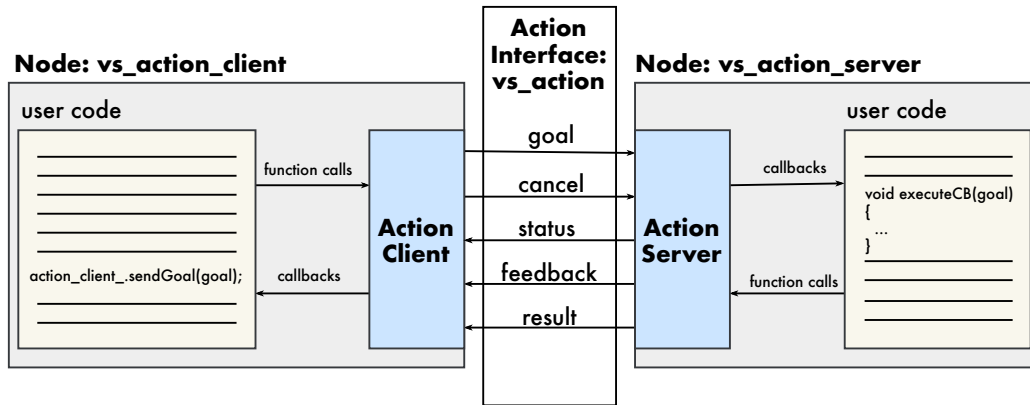 Node: vs_action_client
user code
function calls
action_client_.sendGoal(goal);
callbacks
Action
Client
Action
Interface:
vs_action
goal
cancel
status
feedback
result
Node: vs_action_server
Action
Server
user code
callbacks
void executeCB(goal)
{
...
}
function calls